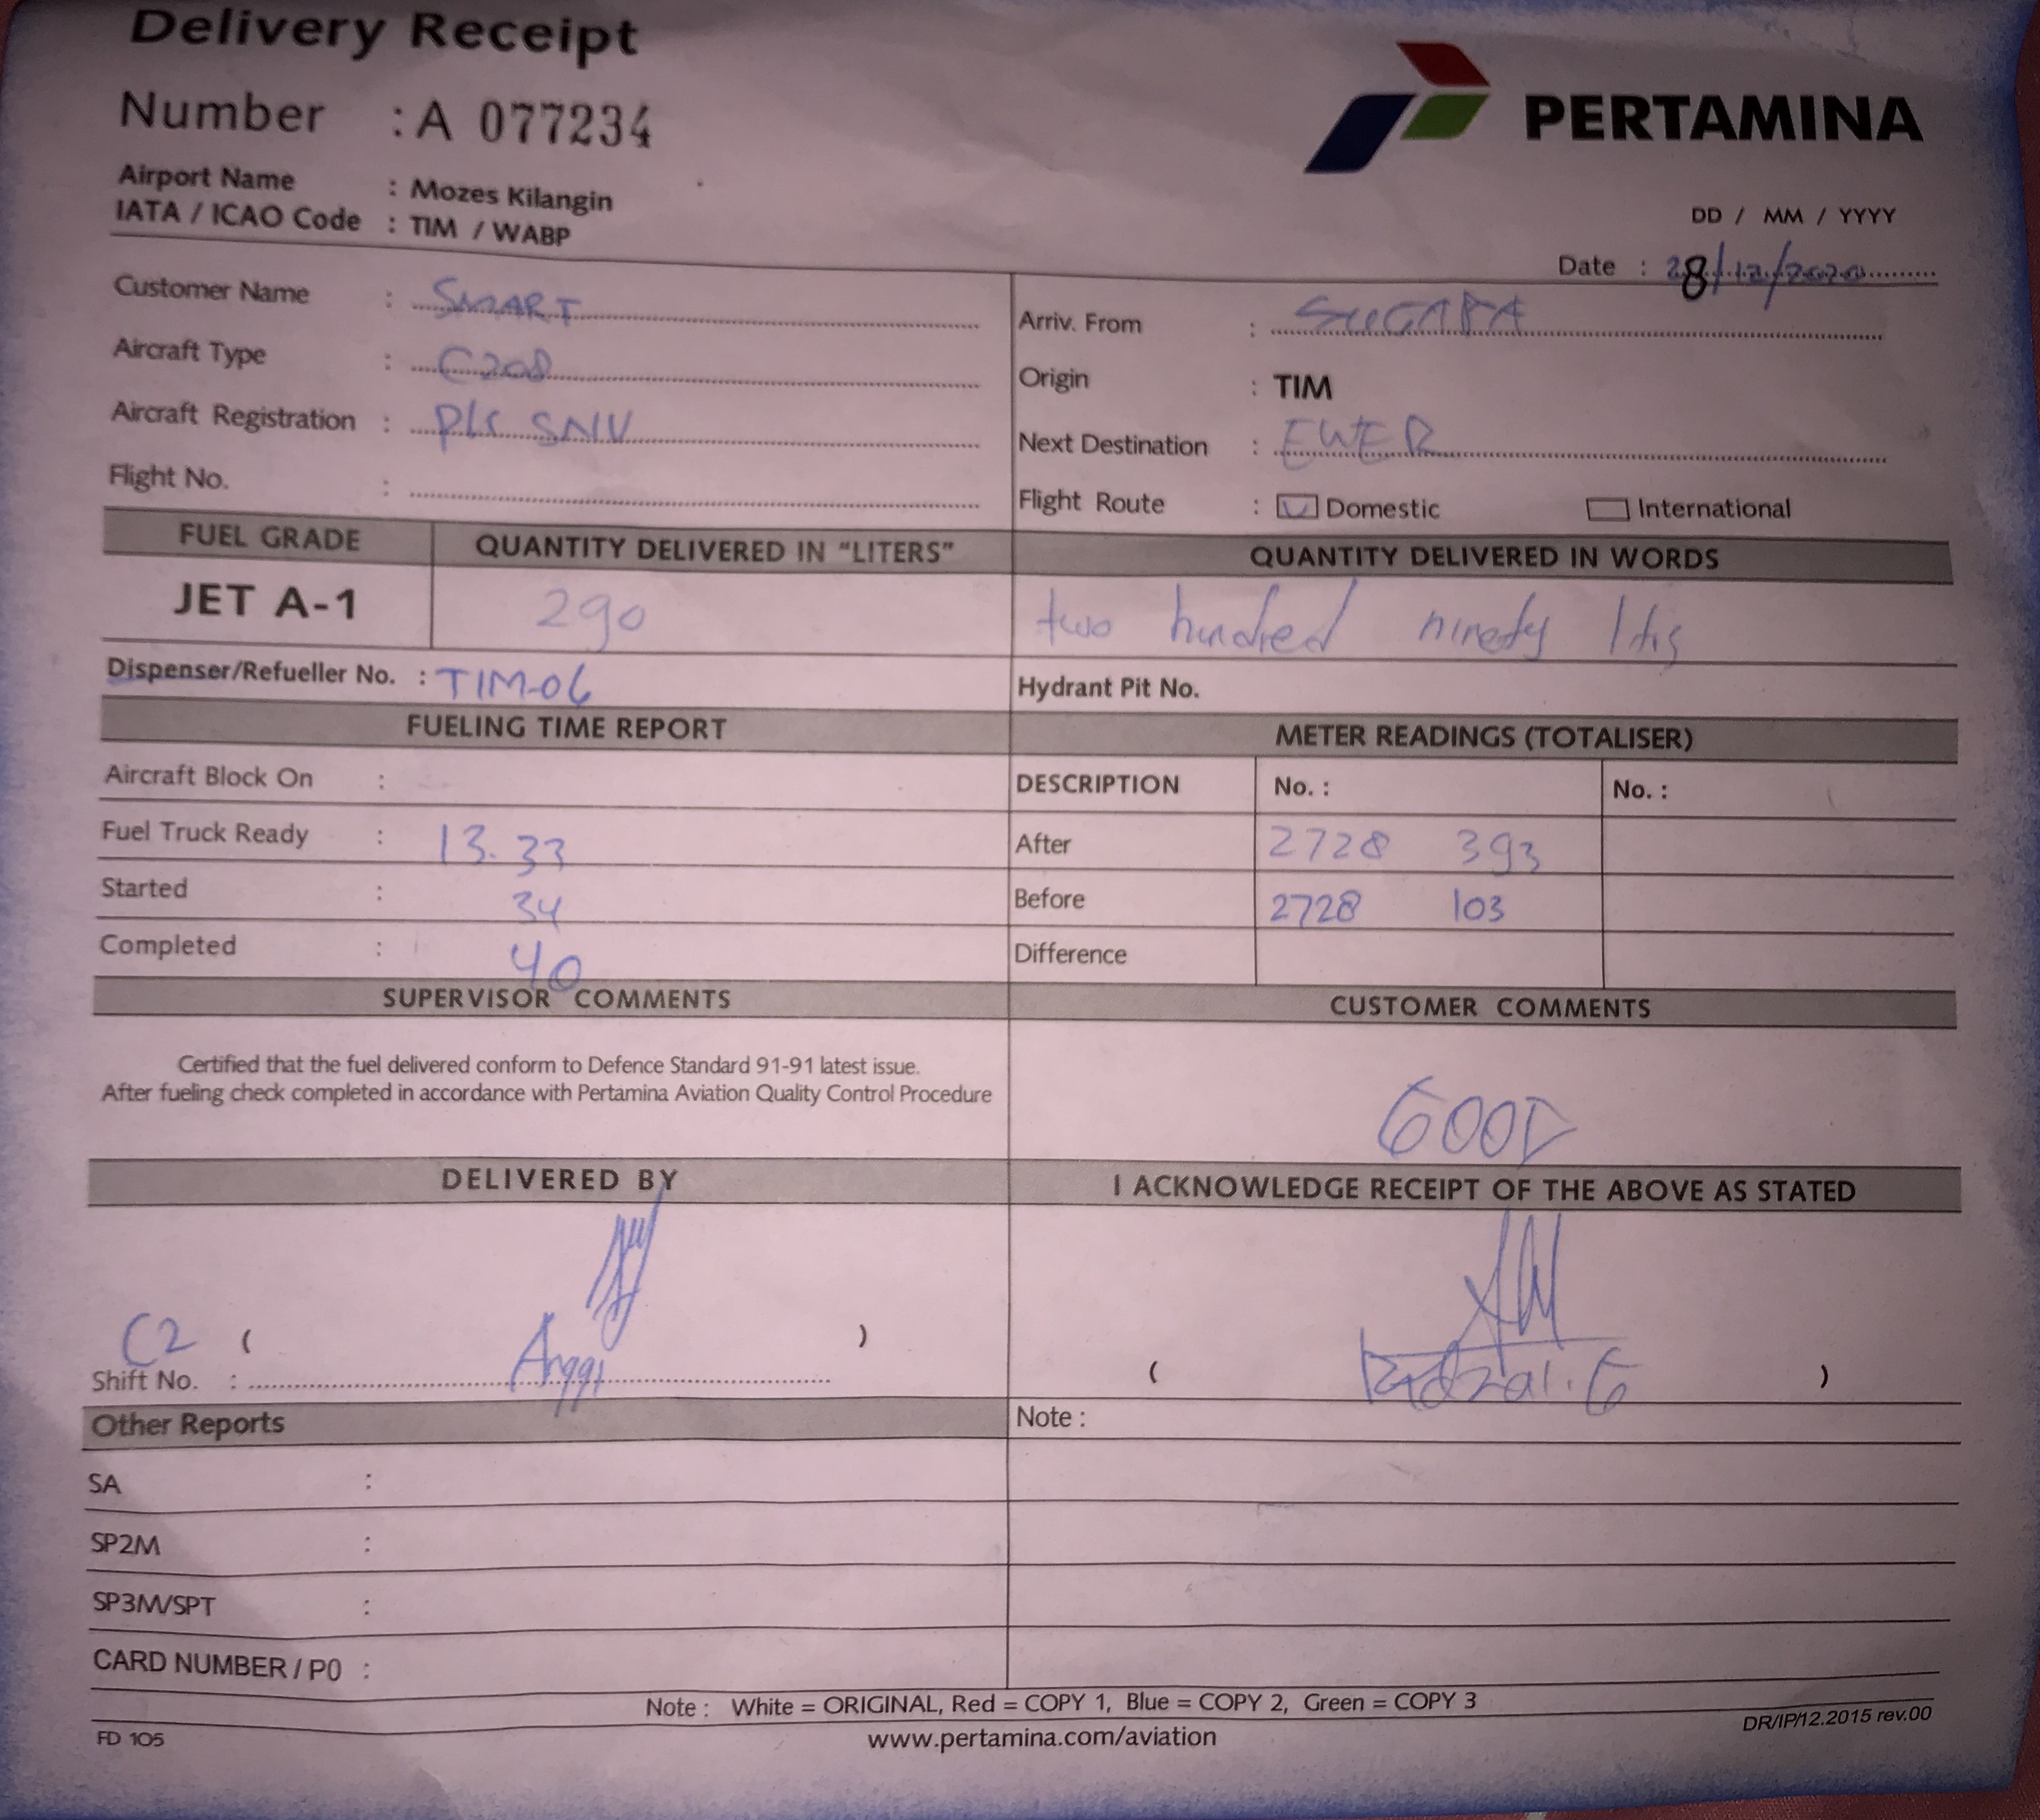 Delivery Receipt
Number : A 077234
PERTAMINA
Airport Name : Mozes Kilangin
IATA / ICAO Code : TIM / WABP
DD / MM / YYYY
Date : 28/12/2020
Customer Name : SMART
Arriv. From : SUGAPA
Aircraft Type : C208
Origin : TIM
Aircraft Registration : PK SNV
Next Destination : EWER
Flight No. :
Flight Route : Domestic International
FUEL GRADE QUANTITY DELIVERED IN "LITERS" QUANTITY DELIVERED IN WORDS
JET A-1 290 two hundred ninety
Dispenser/Refueller No. : TIM-06 Hydrant Pit No.
FUELING TIME REPORT METER READINGS (TOTALISER)
Aircraft Block On : DESCRIPTION No. : No. :
Fuel Truck Ready : 13.33 After 2728 393
Started : 34 Before 2728 103
Completed : 40 Difference
SUPERVISOR COMMENTS CUSTOMER COMMENTS
Certified that the fuel delivered conform to Defence Standard 91-91 latest issue.
After fueling check completed in accordance with Pertamina Aviation Quality Control Procedure
GOOD
DELIVERED BY I ACKNOWLEDGE RECEIPT OF THE ABOVE AS STATED
C2 ( Anggi )
Shift No. : ( )
Other Reports Note :
SA :
SP2M :
SP3M/SPT :
CARD NUMBER / P0 :
Note : White = ORIGINAL, Red = COPY 1, Blue = COPY 2, Green = COPY 3
FD 105 www.pertamina.com/aviation DR/IP/12.2015 rev.00